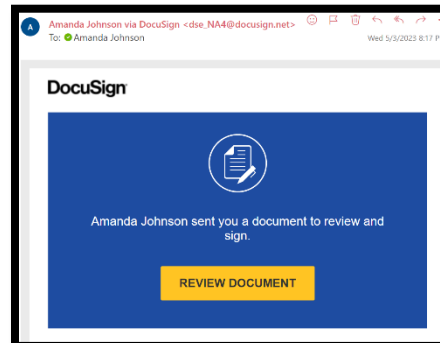 A
Amanda Johnson via DocuSign <dse_NA4@docusign.net>
To: Amanda Johnson
Wed 5/3/2023 8:17 P
DocuSign
Amanda Johnson sent you a document to review and
sign.
REVIEW DOCUMENT